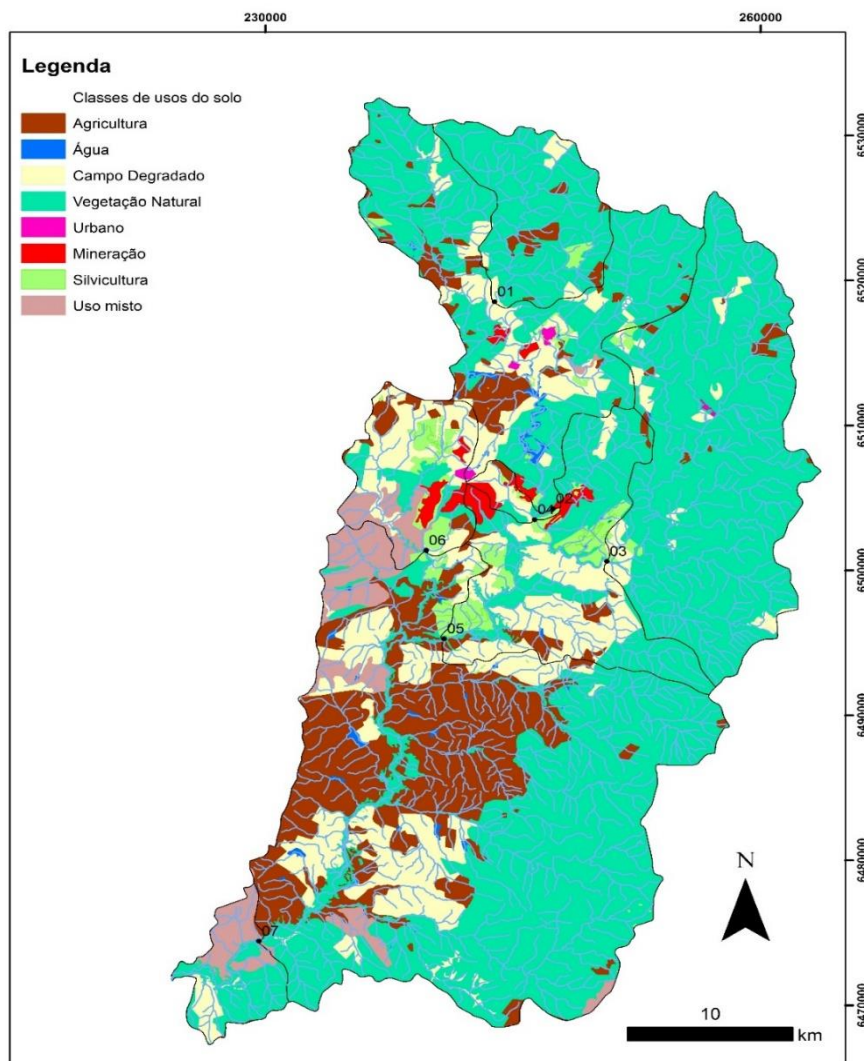 230000
260000
Legenda
Classes de usos do solo
Agricultura
Água
Campo Degradado
Vegetação Natural
Urbano
Mineração
Silvicultura
Uso misto
6530000
6520000
6510000
6500000
6490000
6480000
6470000
01
02
04
03
06
05
07
N
10
km